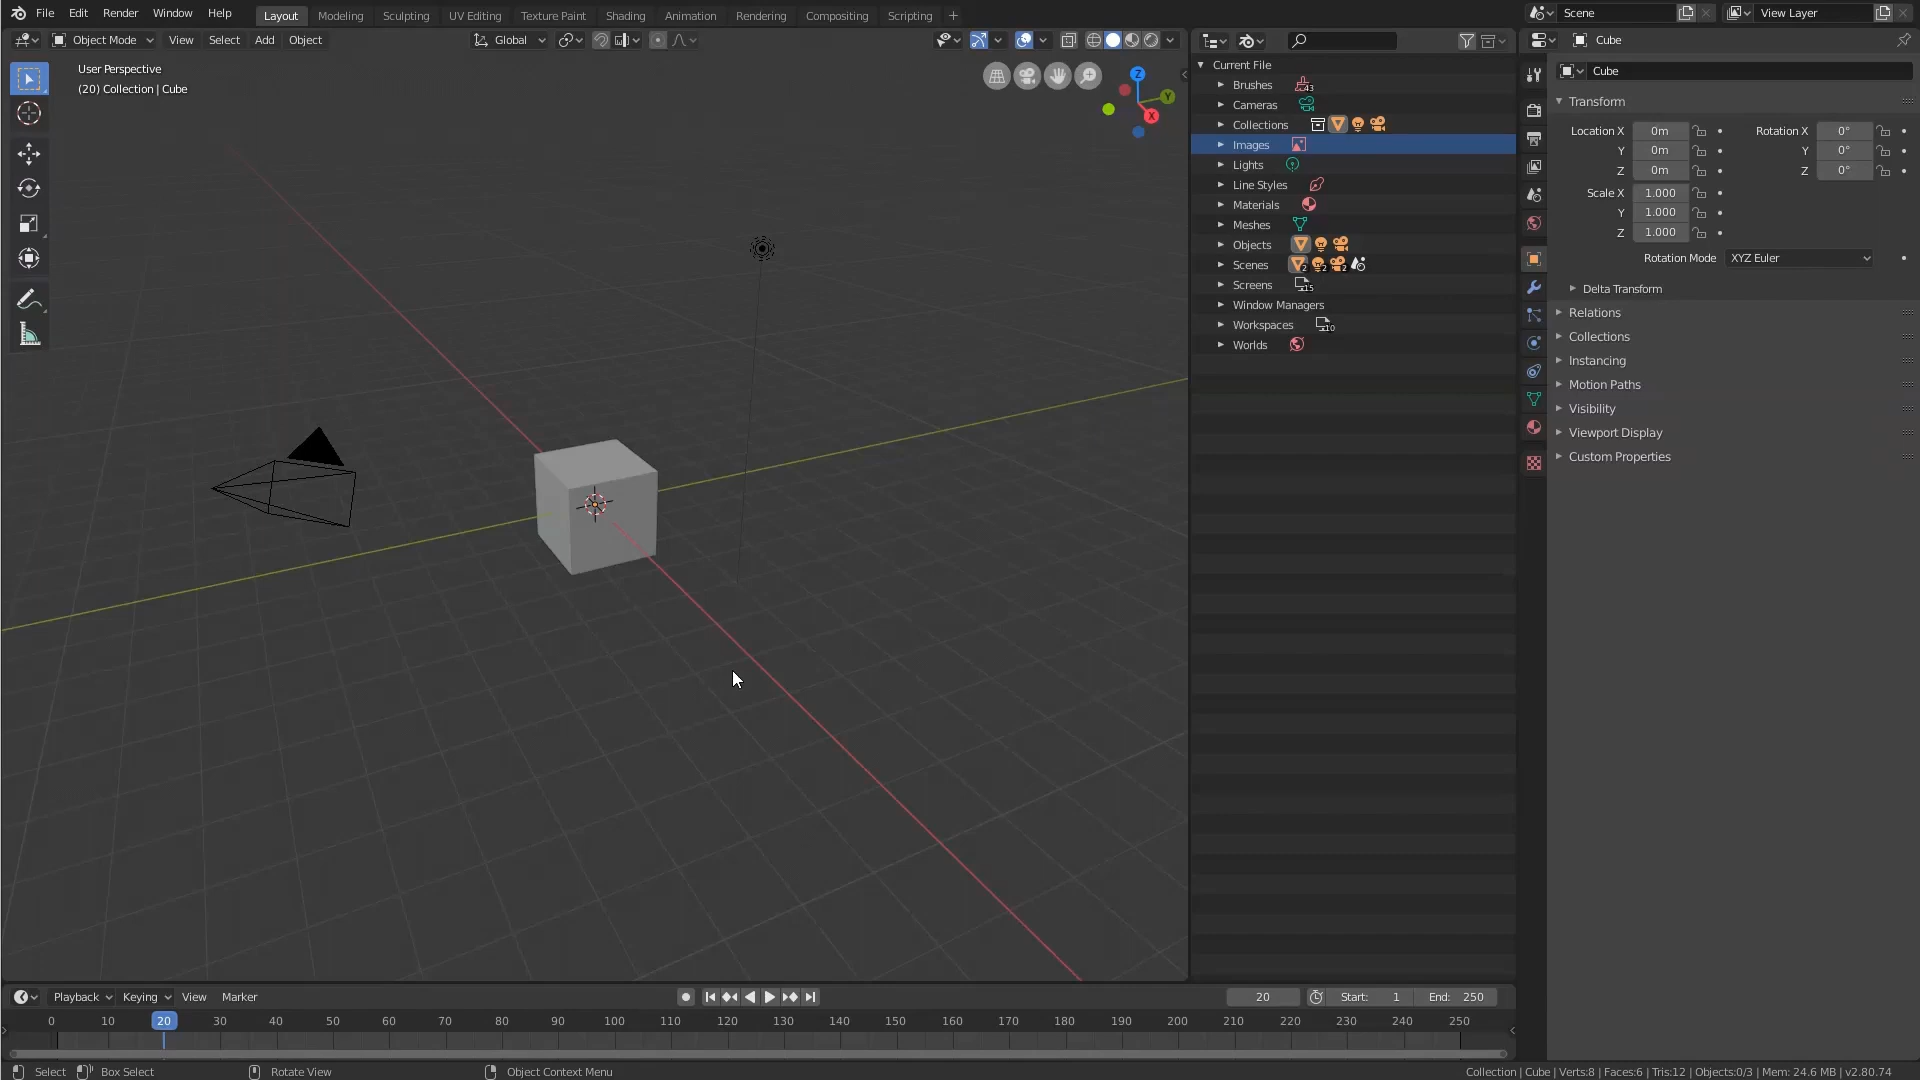 File Edit Render Window Help Layout Modeling Sculpting UV Editing Texture Paint Shading Animation Rendering Compositing Scripting + Scene View Layer
Object Mode View Select Add Object Global Cube
User Perspective
(20) Collection | Cube
Z
Y
X
Current File
Brushes 43
Cameras
Collections
Images
Lights
Line Styles
Materials
Meshes
Objects
Scenes 2 2 2
Screens 15
Window Managers
Workspaces 10
Worlds
Cube
Transform
Location X 0m Rotation X 0°
Y 0m Y 0°
Z 0m Z 0°
Scale X 1.000
Y 1.000
Z 1.000
Rotation Mode XYZ Euler
Delta Transform
Relations
Collections
Instancing
Motion Paths
Visibility
Viewport Display
Custom Properties
Playback Keying View Marker 20 Start: 1 End: 250
0 10 20 30 40 50 60 70 80 90 100 110 120 130 140 150 160 170 180 190 200 210 220 230 240 250
Select Box Select Rotate View Object Context Menu Collection | Cube | Verts:8 | Faces:6 | Tris:12 | Objects:0/3 | Mem: 24.6 MB | v2.80.74